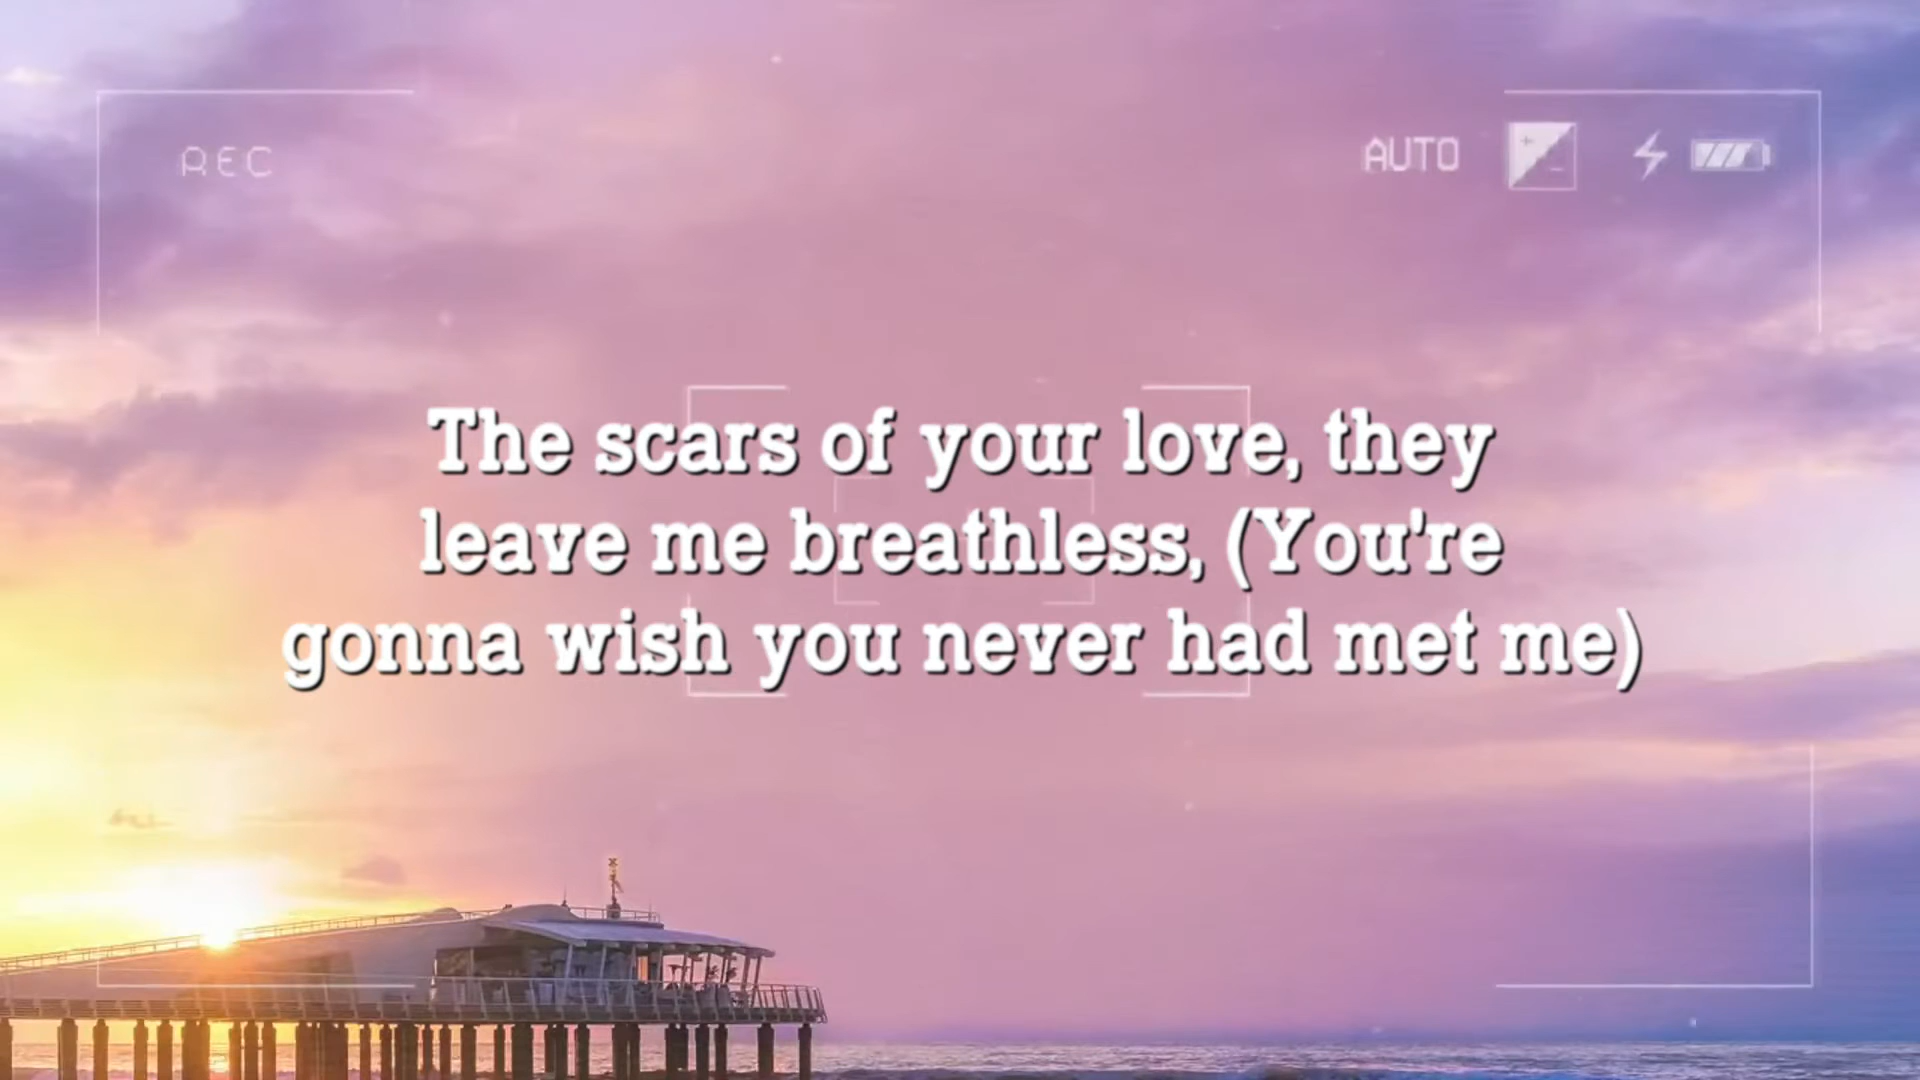 REC
AUTO
The scars of your love, they
leave me breathless, (You're
gonna wish you never had met me)